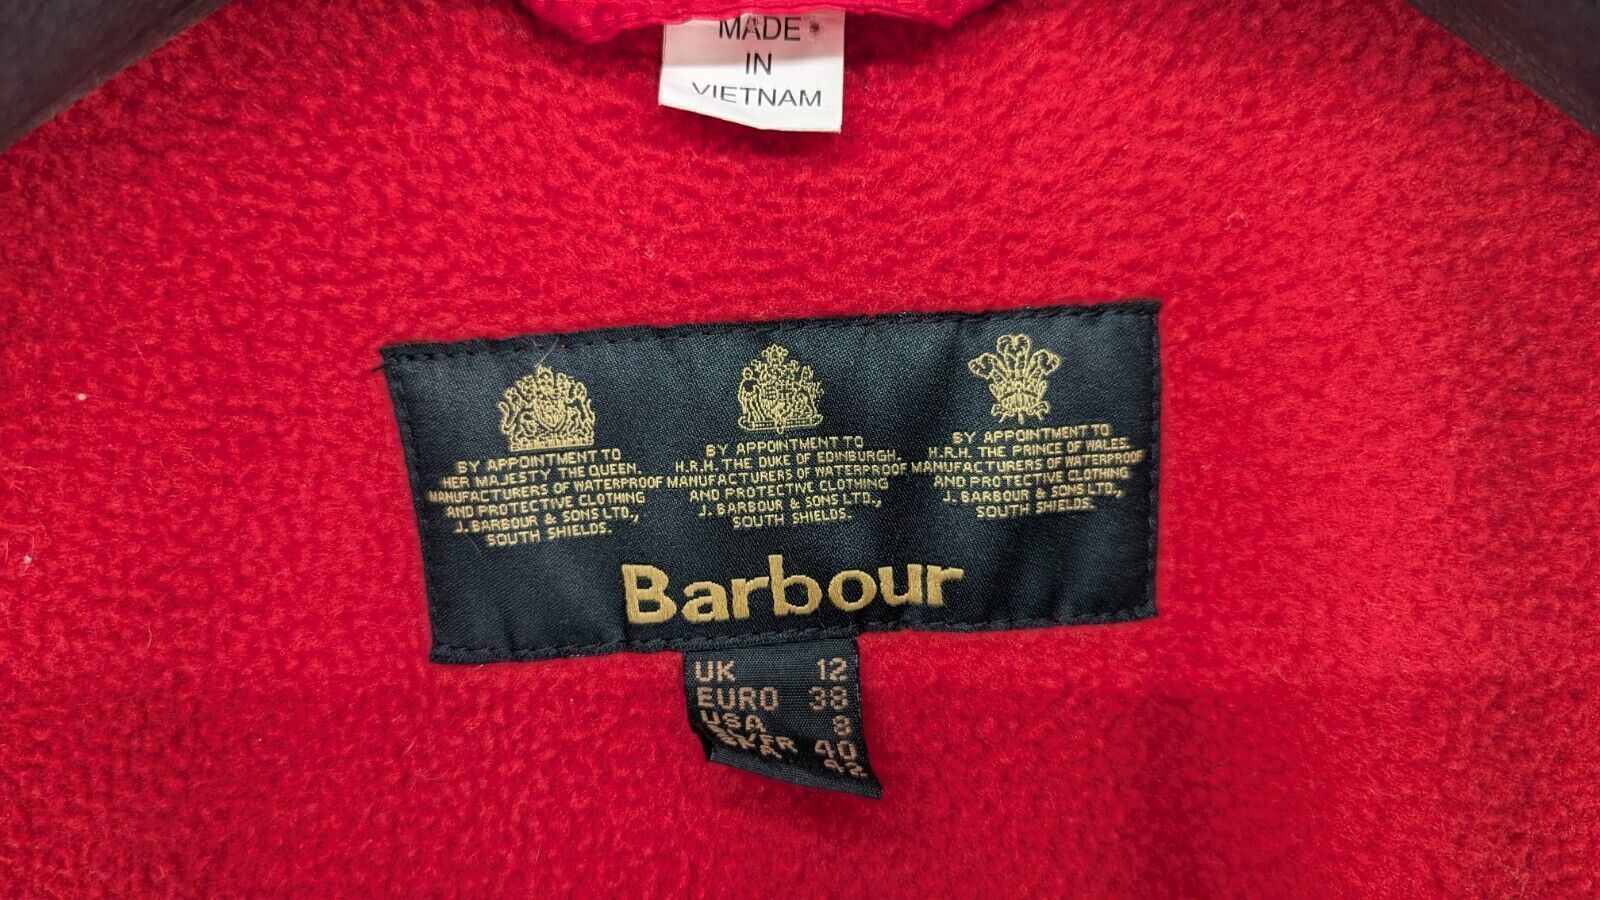 MADE
IN
VIETNAM
BY APPOINTMENT TO
HER MAJESTY THE QUEEN.
MANUFACTURERS OF WATERPROOF
AND PROTECTIVE CLOTHING
J. BARBOUR & SONS LTD.,
SOUTH SHIELDS.
BY APPOINTMENT TO
H.R.H. THE DUKE OF EDINBURGH.
MANUFACTURERS OF WATERPROOF
AND PROTECTIVE CLOTHING
J. BARBOUR & SONS LTD.,
SOUTH SHIELDS.
BY APPOINTMENT TO
H.R.H. THE PRINCE OF WALES.
MANUFACTURERS OF WATERPROOF
AND PROTECTIVE CLOTHING
J. BARBOUR & SONS LTD.,
SOUTH SHIELDS.
Barbour
UK 12
EURO 38
USA 8
40
42